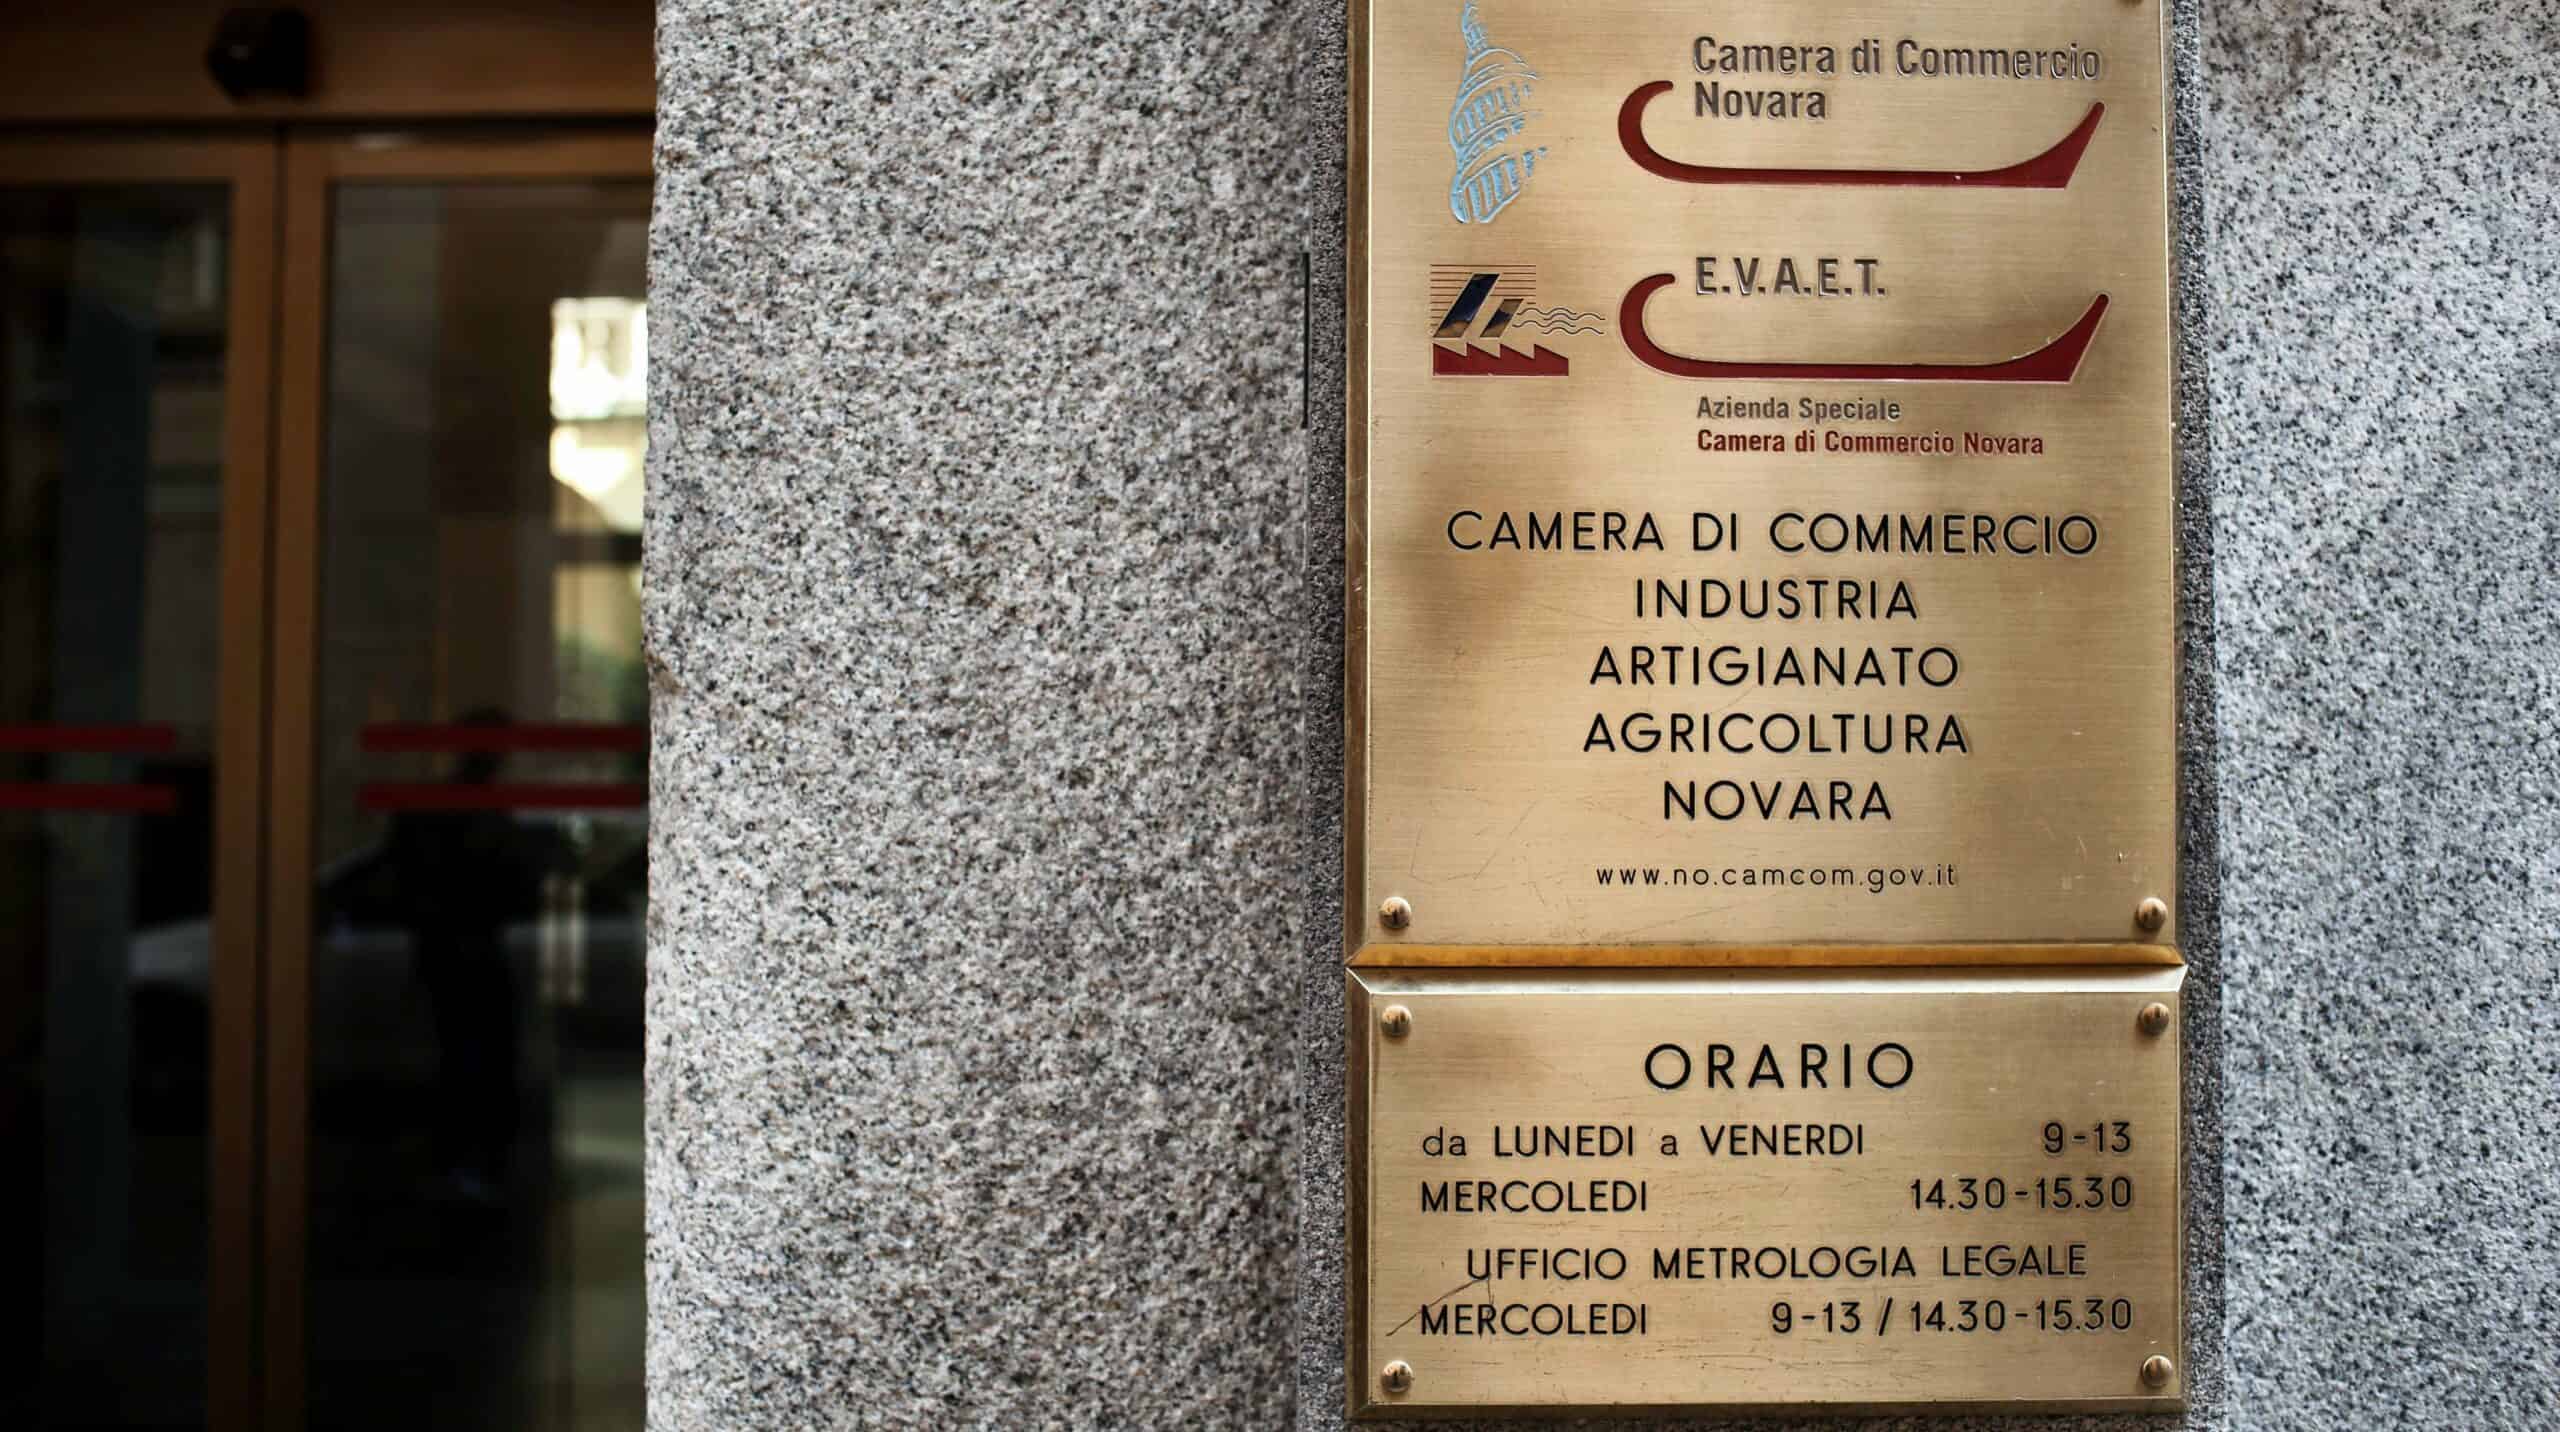 Camera di Commercio
Novara
E.V.A.E.T.
Azienda Speciale
Camera di Commercio Novara
CAMERA DI COMMERCIO
INDUSTRIA
ARTIGIANATO
AGRICOLTURA
NOVARA
www.no.camcom.gov.it
ORARIO
da LUNEDI a VENERDI 9-13
MERCOLEDI 14.30-15.30
UFFICIO METROLOGIA LEGALE
MERCOLEDI 9-13 / 14.30-15.30